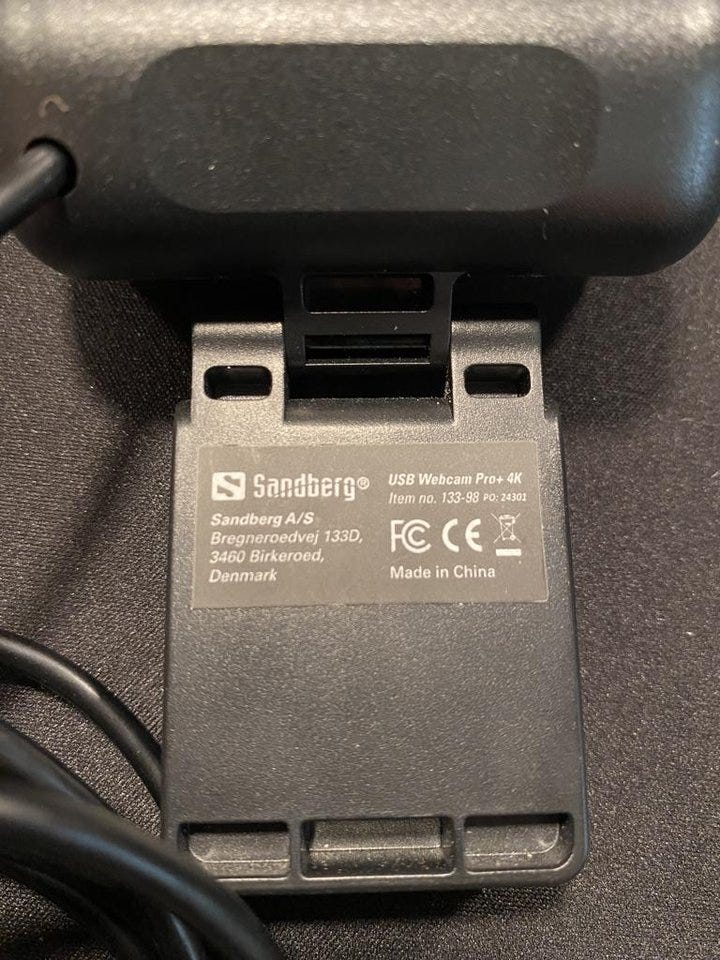 Sandberg®
Sandberg A/S
Bregneroedvej 133D,
3460 Birkeroed,
Denmark
USB Webcam Pro+ 4K
Item no. 133-98 PO: 24301
FC CE
Made in China